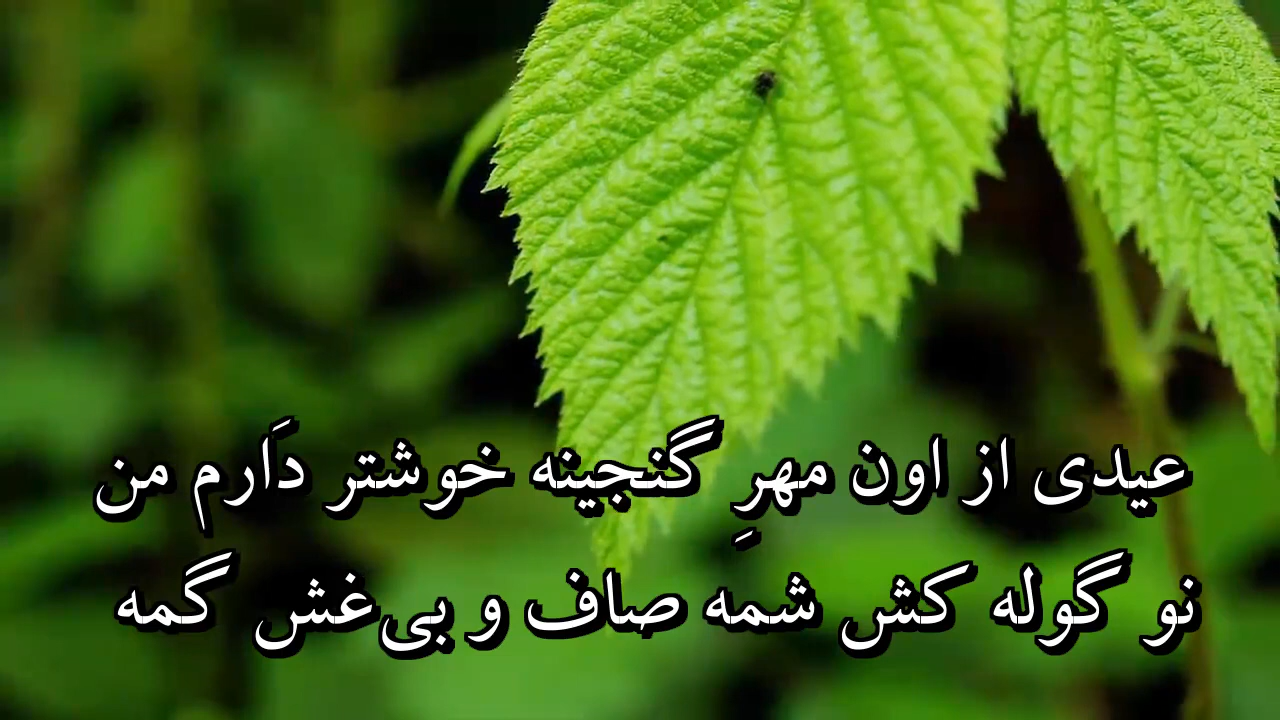 عیدی از اون مهرِ گنجینه خوشتر دَارم من
نو گوله کش شمه صاف و بی‌غش گمه